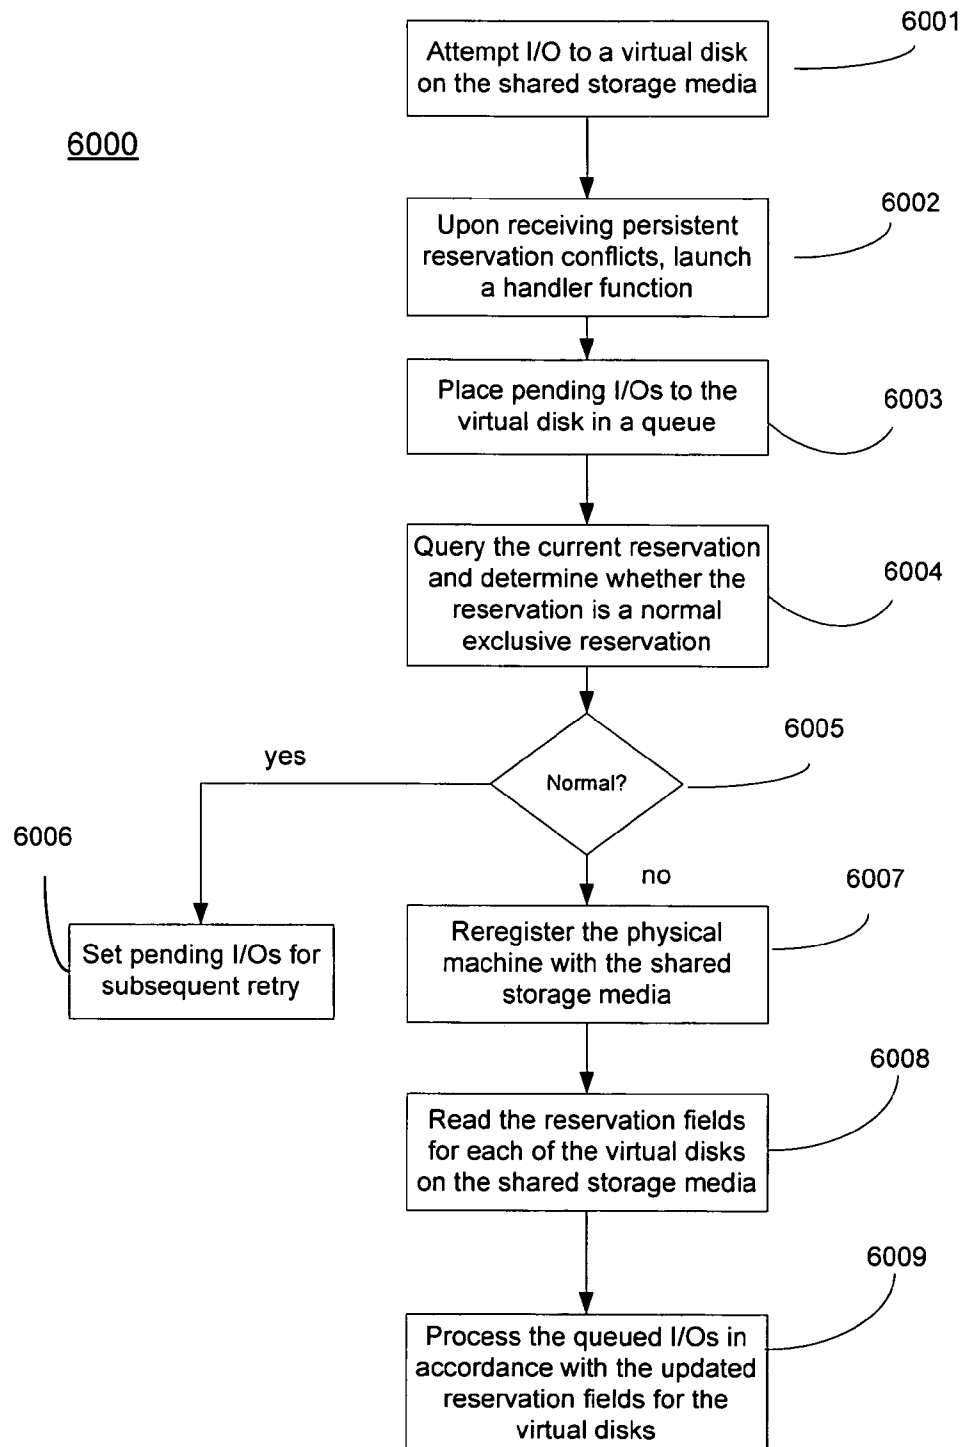 6001
Attempt I/O to a virtual disk
on the shared storage media
6000
6002
Upon receiving persistent
reservation conflicts, launch
a handler function
6003
Place pending I/Os to the
virtual disk in a queue
6004
Query the current reservation
and determine whether the
reservation is a normal
exclusive reservation
6005
yes
Normal?
6006
no
6007
Set pending I/Os for
subsequent retry
Reregister the physical
machine with the shared
storage media
6008
Read the reservation fields
for each of the virtual disks
on the shared storage media
6009
Process the queued I/Os in
accordance with the updated
reservation fields for the
virtual disks